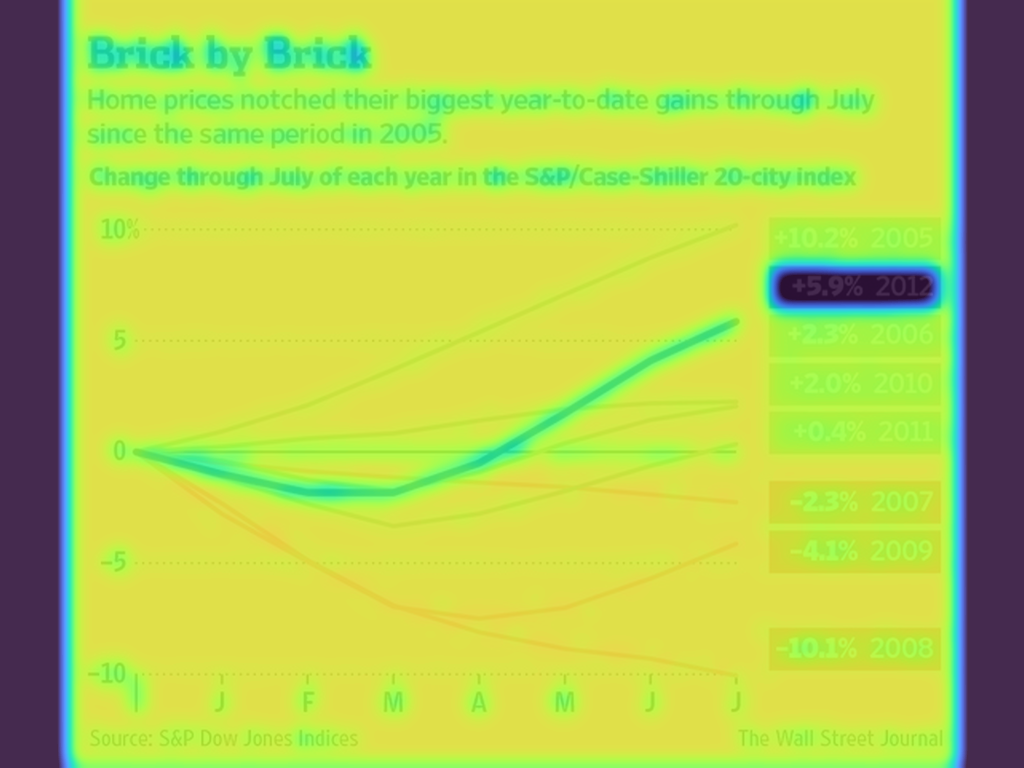 Brick by Brick
Home prices notched their biggest year-to-date gains through July
since the same period in 2005.
Change through July of each year in the S&P/Case-Shiller 20-city index
10%
5
0
–5
–10
J F M A M J J
+10.2% 2005
+5.9% 2012
+2.3% 2006
+2.0% 2010
+0.4% 2011
–2.3% 2007
–4.1% 2009
–10.1% 2008
Source: S&P Dow Jones Indices
The Wall Street Journal